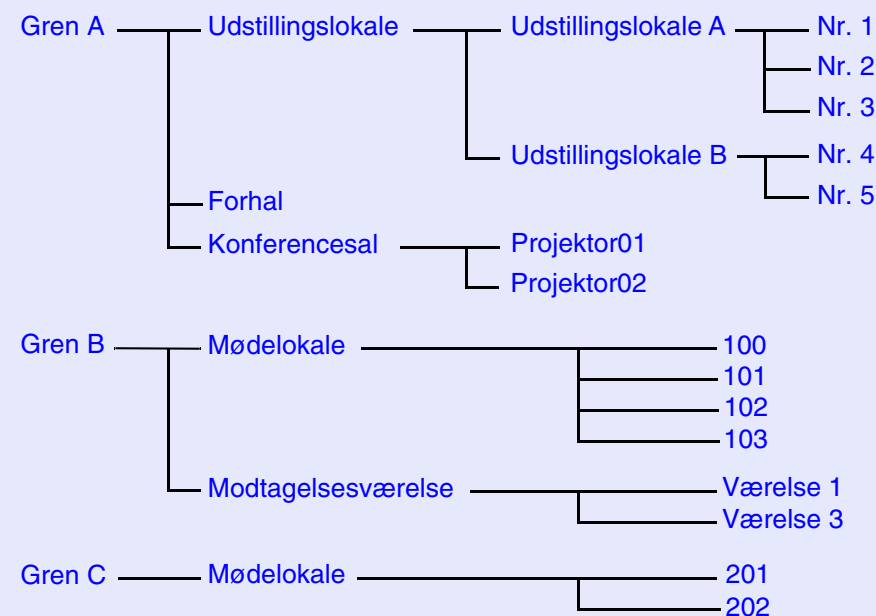 Gren A Udstillingslokale Udstillingslokale A Nr. 1
Nr. 2
Nr. 3
Udstillingslokale B Nr. 4
Nr. 5
Forhal
Konferencesal Projektor01
Projektor02
Gren B Mødelokale 100
101
102
103
Modtagelsesværelse Værelse 1
Værelse 3
Gren C Mødelokale 201
202